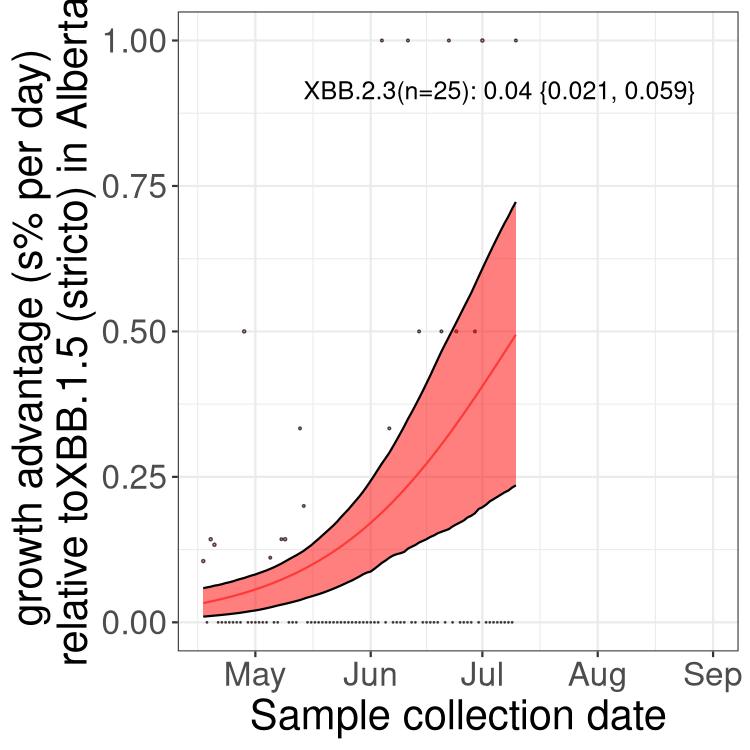 growth advantage (s% per day)
relative toXBB.1.5 (stricto) in Alberta
1.00
0.75
0.50
0.25
0.00
XBB.2.3(n=25): 0.04 {0.021, 0.059}
May Jun Jul Aug Sep
Sample collection date